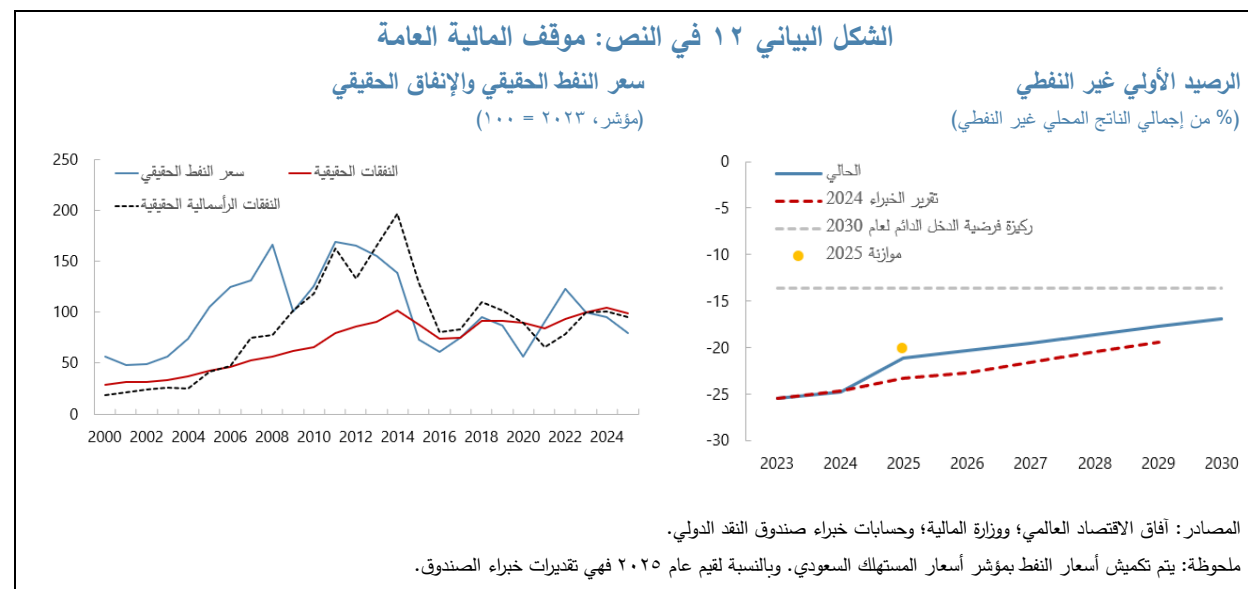 الشكل البياني ١٢ في النص: موقف المالية العامة
الرصيد الأولي غير النفطي
(% من إجمالي الناتج المحلي غير النفطي)
0
-5
-10
-15
-20
-25
-30
الحالي
تقرير الخبراء 2024
ركيزة فرضية الدخل الدائم لعام 2030
موازنة 2025
2023 2024 2025 2026 2027 2028 2029 2030
سعر النفط الحقيقي والإنفاق الحقيقي
(مؤشر، ٢٠٢٣ = ١٠٠)
250
200
150
100
50
0
سعر النفط الحقيقي
النفقات الحقيقية
النفقات الرأسمالية الحقيقية
2000 2002 2004 2006 2008 2010 2012 2014 2016 2018 2020 2022 2024
المصادر: آفاق الاقتصاد العالمي؛ ووزارة المالية؛ وحسابات خبراء صندوق النقد الدولي.
ملحوظة: يتم تكميش أسعار النفط بمؤشر أسعار المستهلك السعودي. وبالنسبة لقيم عام ٢٠٢٥ فهي تقديرات خبراء الصندوق.